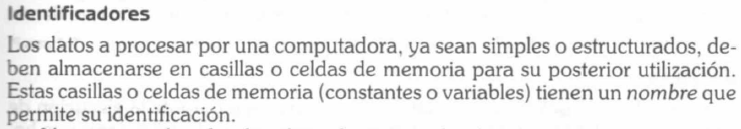 Identificadores
Los datos a procesar por una computadora, ya sean simples o estructurados, de-
ben almacenarse en casillas o celdas de memoria para su posterior utilización.
Estas casillas o celdas de memoria (constantes o variables) tienen un nombre que
permite su identificación.